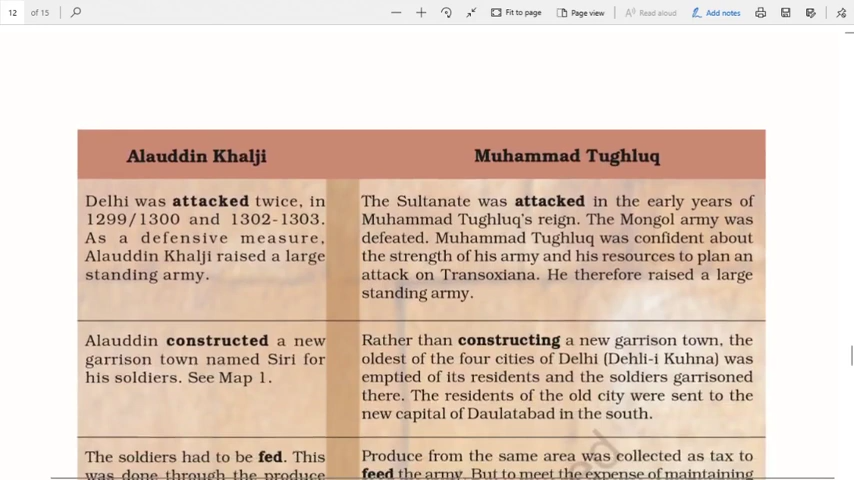 12 of 15 Fit to page Page view Read aloud Add notes
Alauddin Khalji
Muhammad Tughluq
Delhi was attacked twice, in
1299/1300 and 1302-1303.
As a defensive measure,
Alauddin Khalji raised a large
standing army.
The Sultanate was attacked in the early years of
Muhammad Tughluq's reign. The Mongol army was
defeated. Muhammad Tughluq was confident about
the strength of his army and his resources to plan an
attack on Transoxiana. He therefore raised a large
standing army.
Alauddin constructed a new
garrison town named Siri for
his soldiers. See Map 1.
Rather than constructing a new garrison town, the
oldest of the four cities of Delhi (Dehli-i Kuhna) was
emptied of its residents and the soldiers garrisoned
there. The residents of the old city were sent to the
new capital of Daulatabad in the south.
The soldiers had to be fed. This
was done through the produce
Produce from the same area was collected as tax to
feed the army. But to meet the expense of maintaining